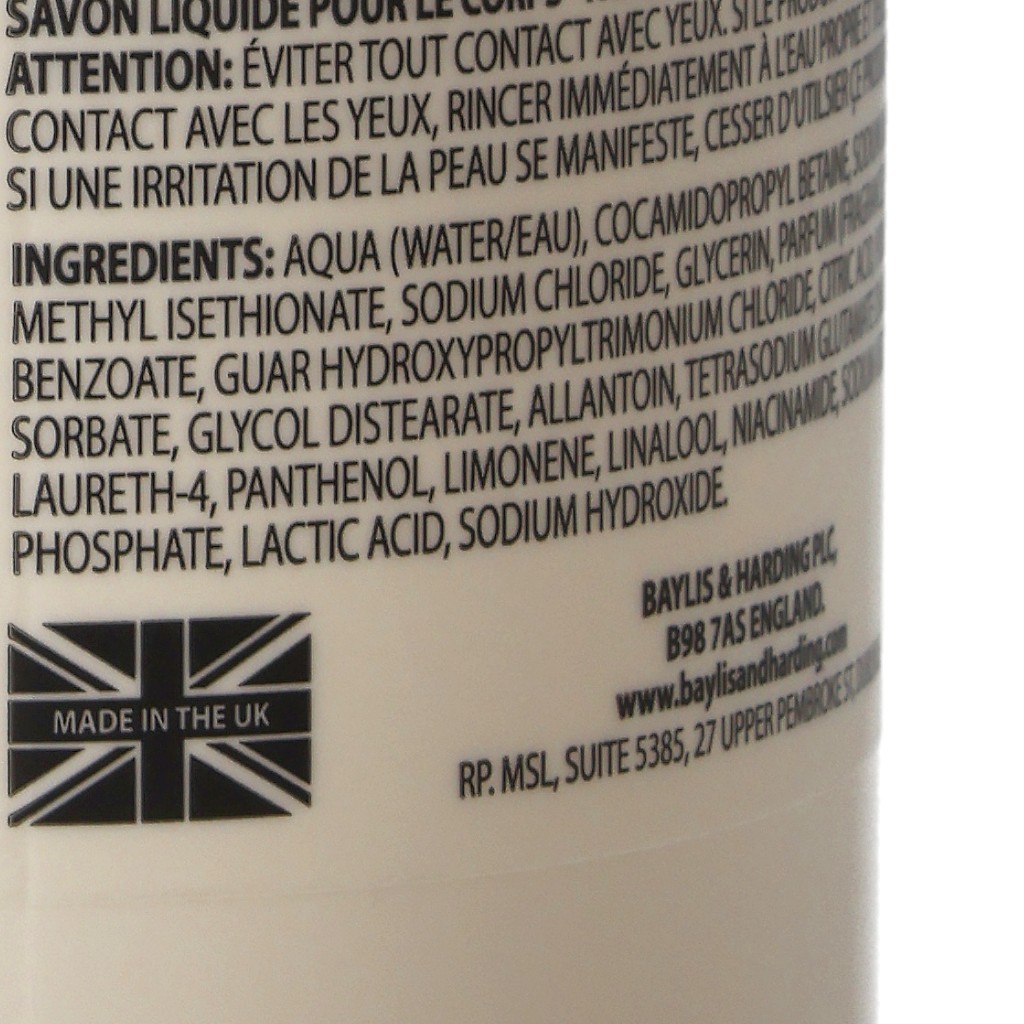 SAVON LIQUIDE POUR LE CORPS
ATTENTION: ÉVITER TOUT CONTACT AVEC YEUX. SI LE
CONTACT AVEC LES YEUX, RINCER IMMÉDIATEMENT À L'EAU PROPRE
SI UNE IRRITATION DE LA PEAU SE MANIFESTE, CESSER D'UTILSIER CE
INGREDIENTS: AQUA (WATER/EAU), COCAMIDOPROPYL BETAINE,
METHYL ISETHIONATE, SODIUM CHLORIDE, GLYCERIN, PARFUM
BENZOATE, GUAR HYDROXYPROPYLTRIMONIUM CHLORIDE, CITRIC
SORBATE, GLYCOL DISTEARATE, ALLANTOIN, TETRASODIUM
LAURETH-4, PANTHENOL, LIMONENE, LINALOOL, NIACINAMIDE,
PHOSPHATE, LACTIC ACID, SODIUM HYDROXIDE.
MADE IN THE UK
BAYLIS & HARDING PLC,
B98 7AS ENGLAND.
www.baylisandharding.com
RP. MSL, SUITE 5385, 27 UPPER PEMBROKE ST,